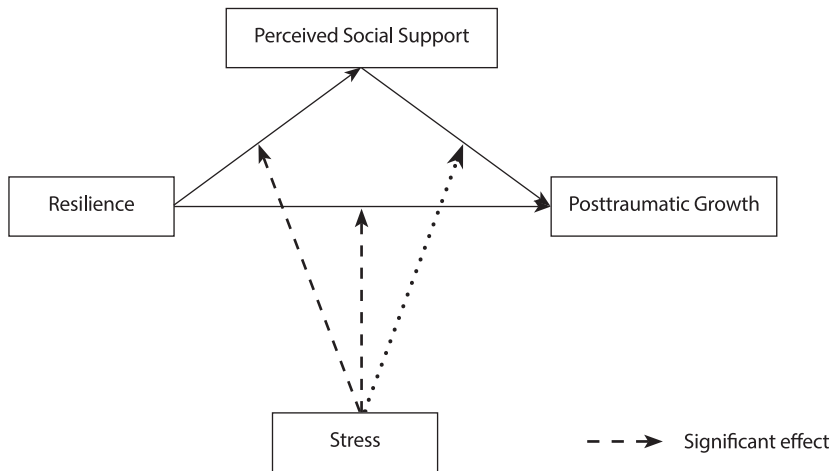 Perceived Social Support
Resilience
Posttraumatic Growth
Stress
Significant effect